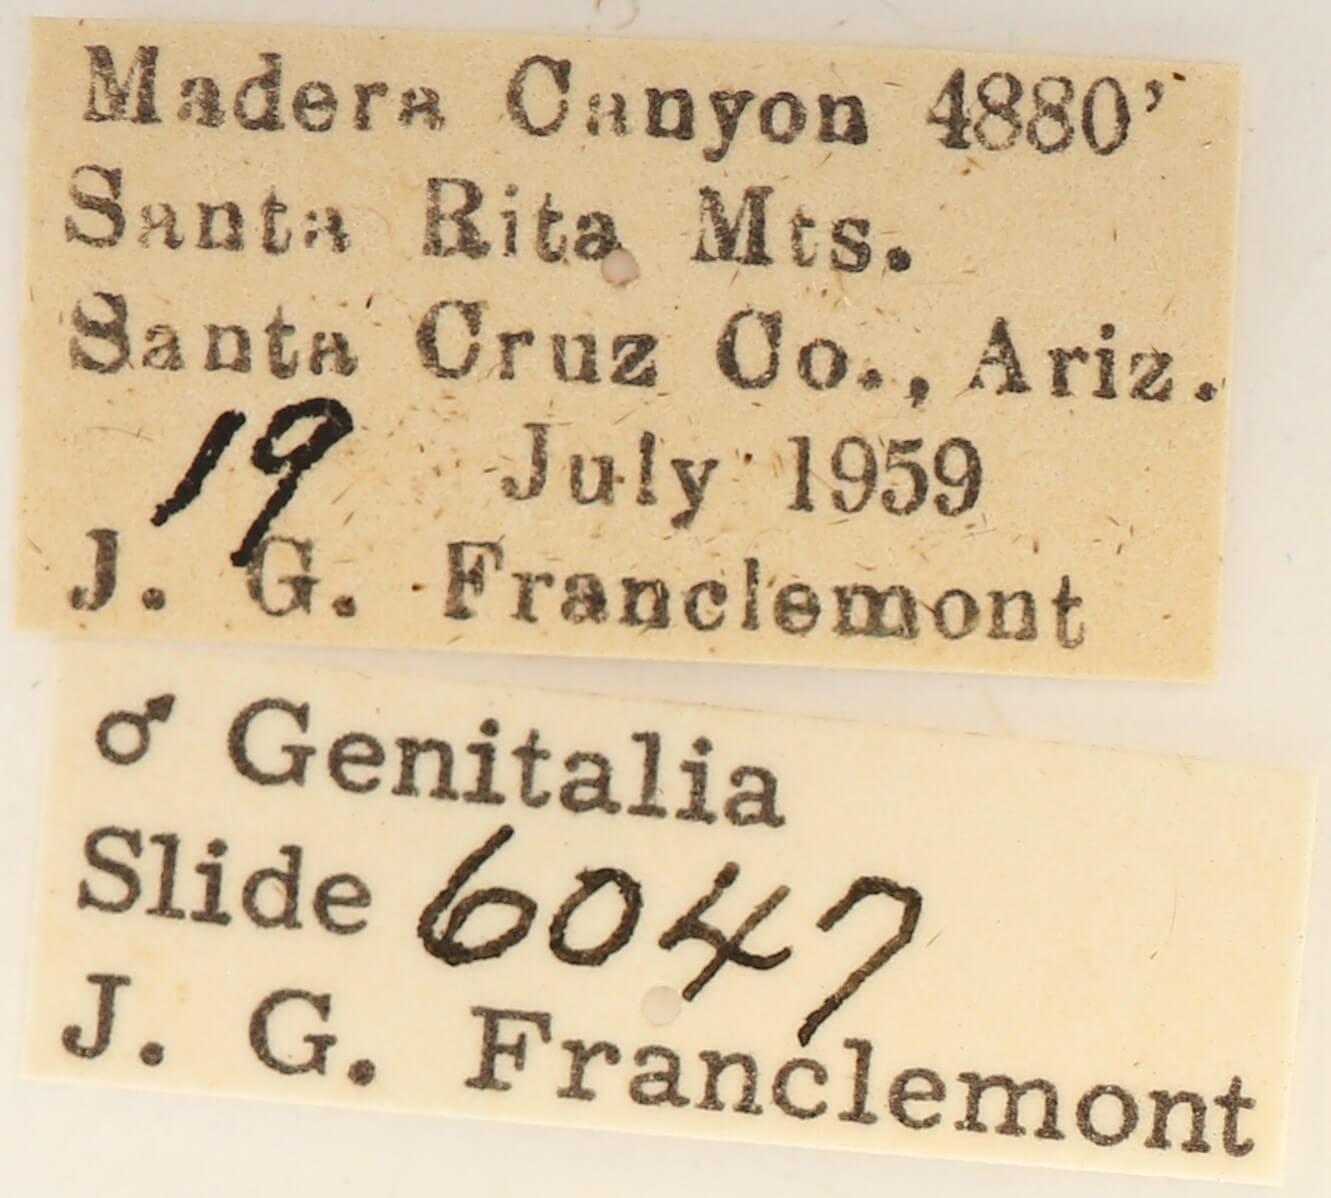 Madera Canyon 4880'
Santa Rita Mts.
Santa Cruz Co., Ariz.
19 July 1959
J. G. Franclemont
♂ Genitalia
Slide 6047
J. G. Franclemont